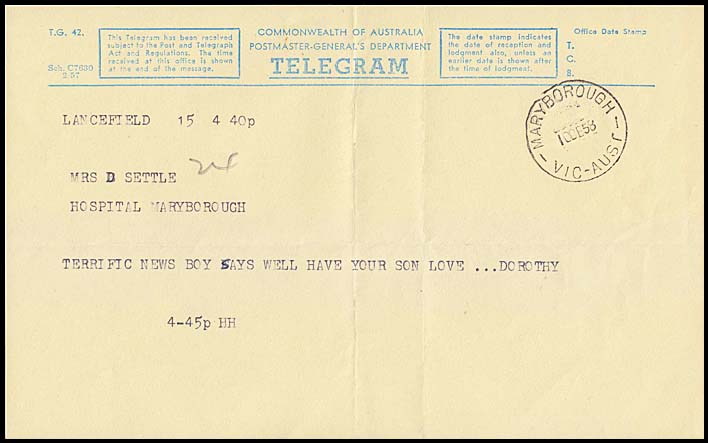 T.G. 42.
Sch. C7630
2/57
This Telegram has been received
subject to the Post and Telegraph
Act and Regulations. The time
received at this office is shown
at the end of the message.
COMMONWEALTH OF AUSTRALIA
POSTMASTER-GENERAL'S DEPARTMENT
TELEGRAM
The date stamp indicates
the date of reception and
lodgment also, unless an
earlier date is shown after
the time of lodgment.
Office Date Stamp
T.
C.
B.
MARYBOROUGH
VIC-AUST
LANCEFIELD 15 4 40p
MRS D SETTLE
HOSPITAL MARYBOROUGH
TERRIFIC NEWS BOY SAYS WELL HAVE YOUR SON LOVE ...DOROTHY
4-45p HH